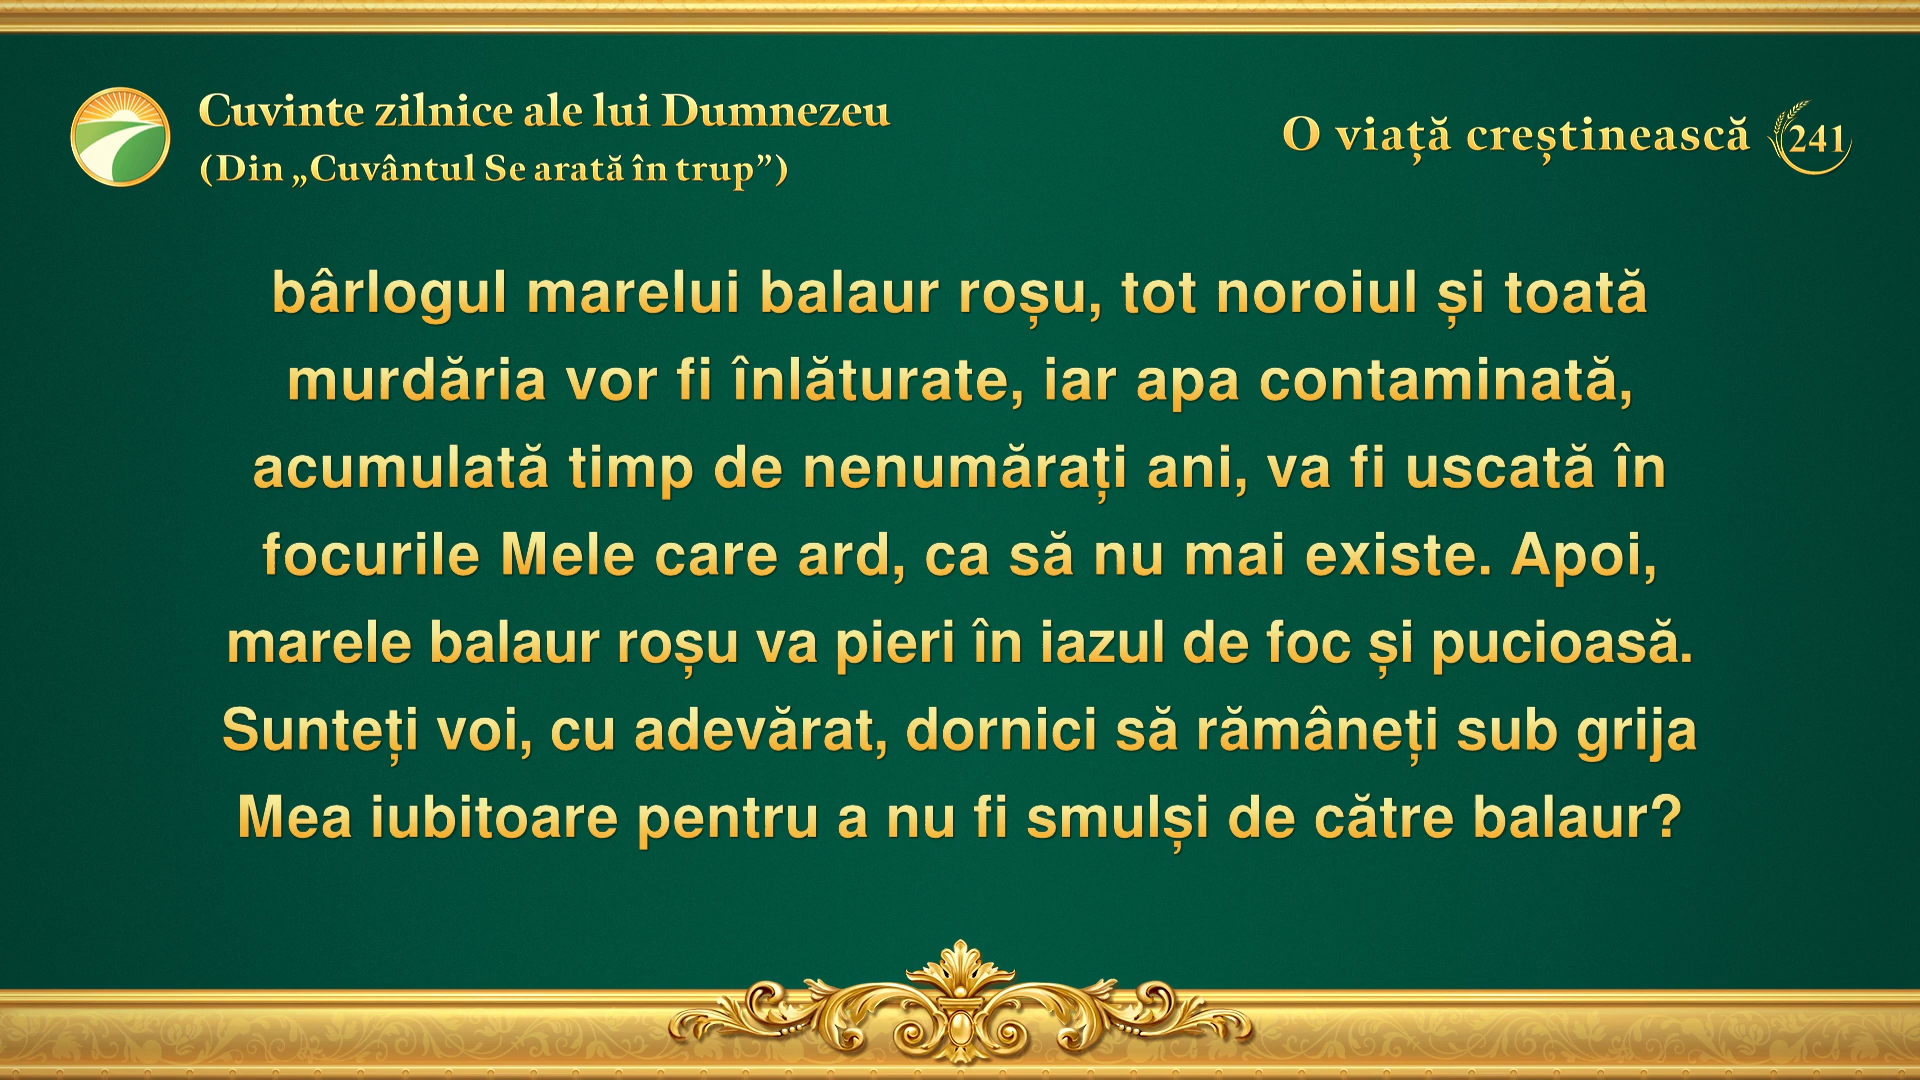 Cuvinte zilnice ale lui Dumnezeu
(Din „Cuvântul Se arată în trup”)
O viață creștinească 241
bârlogul marelui balaur roșu, tot noroiul și toată
murdăria vor fi înlăturate, iar apa contaminată,
acumulată timp de nenumărați ani, va fi uscată în
focurile Mele care ard, ca să nu mai existe. Apoi,
marele balaur roșu va pieri în iazul de foc și pucioasă.
Sunteți voi, cu adevărat, dornici să rămâneți sub grija
Mea iubitoare pentru a nu fi smulși de către balaur?